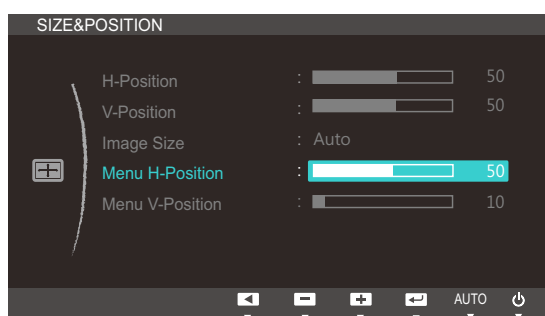 SIZE&POSITION
H-Position : 50
V-Position : 50
Image Size : Auto
Menu H-Position : 50
Menu V-Position : 10
AUTO